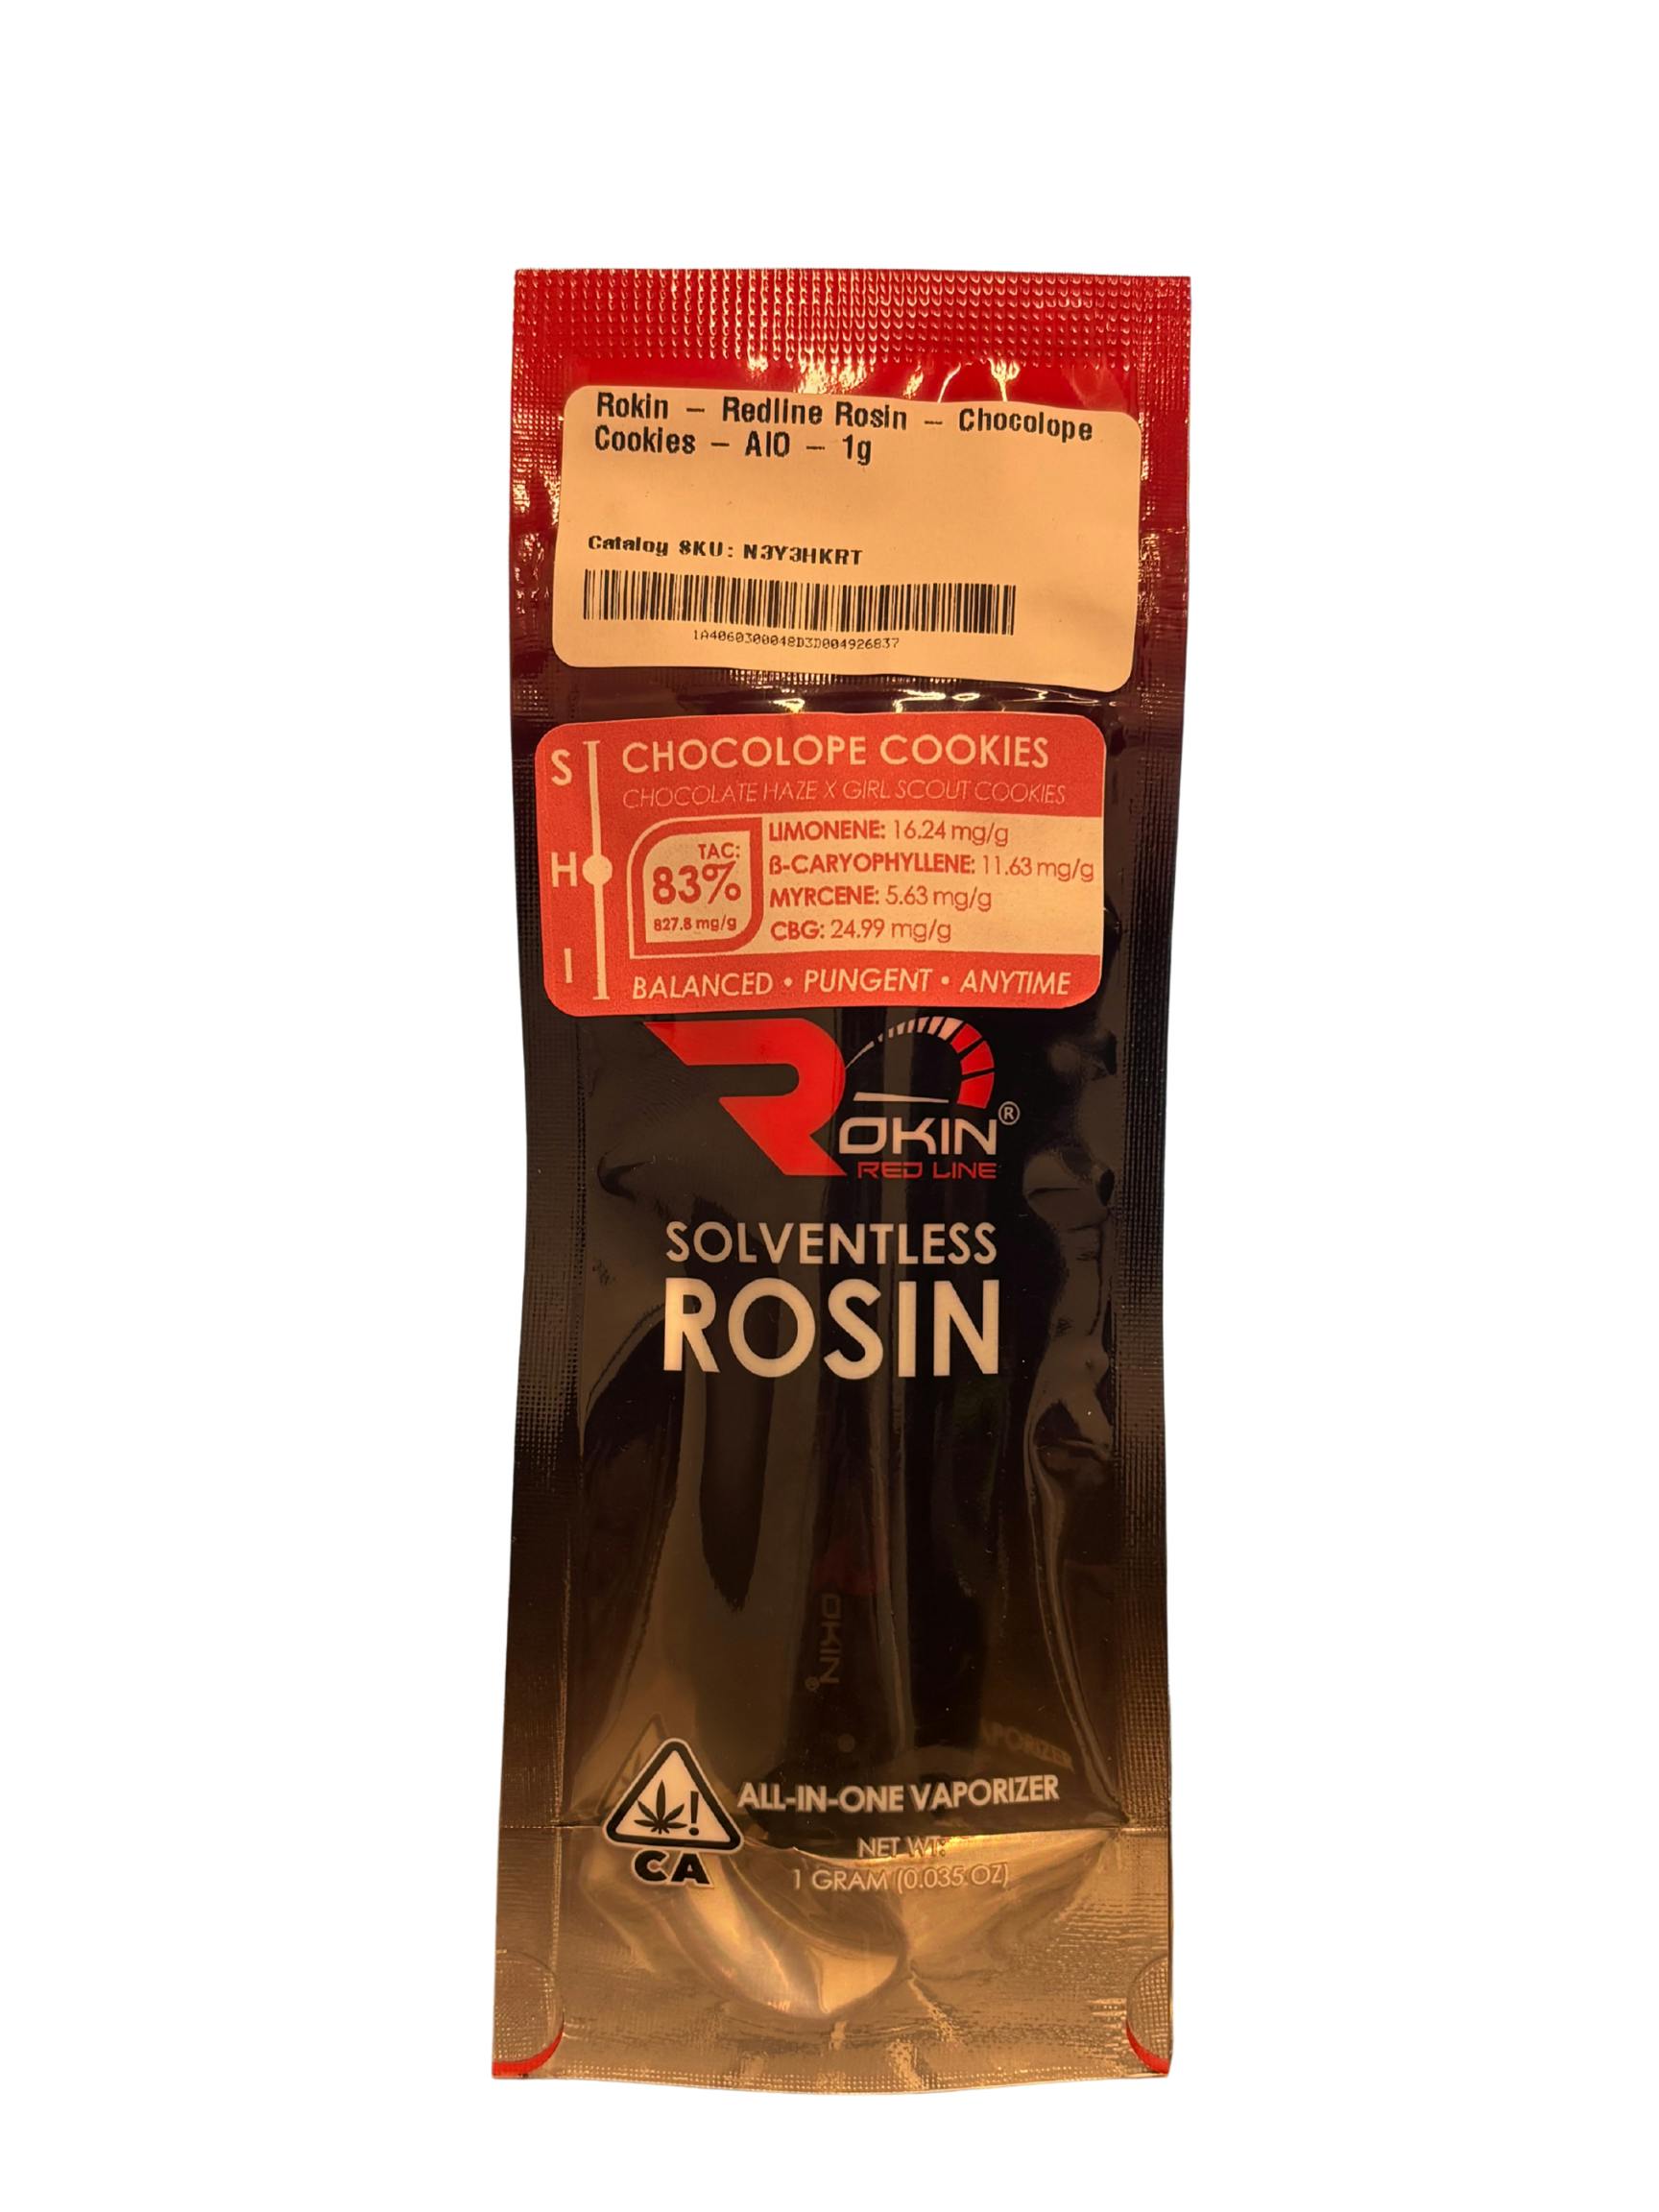 Rokin – Redline Rosin – Chocolope
Cookies – AIO – 1g
Catalog SKU: N3Y3HKRT
1A4060300048D3D004926837
S
H
I
CHOCOLOPE COOKIES
CHOCOLATE HAZE X GIRL SCOUT COOKIES
TAC:
83%
827.8 mg/g
LIMONENE: 16.24 mg/g
ß-CARYOPHYLLENE: 11.63 mg/g
MYRCENE: 5.63 mg/g
CBG: 24.99 mg/g
BALANCED • PUNGENT • ANYTIME
ROKIN®
RED LINE
SOLVENTLESS
ROSIN
OKIN®
!
CA
ALL-IN-ONE VAPORIZER
NET WT:
1 GRAM (0.035 OZ)